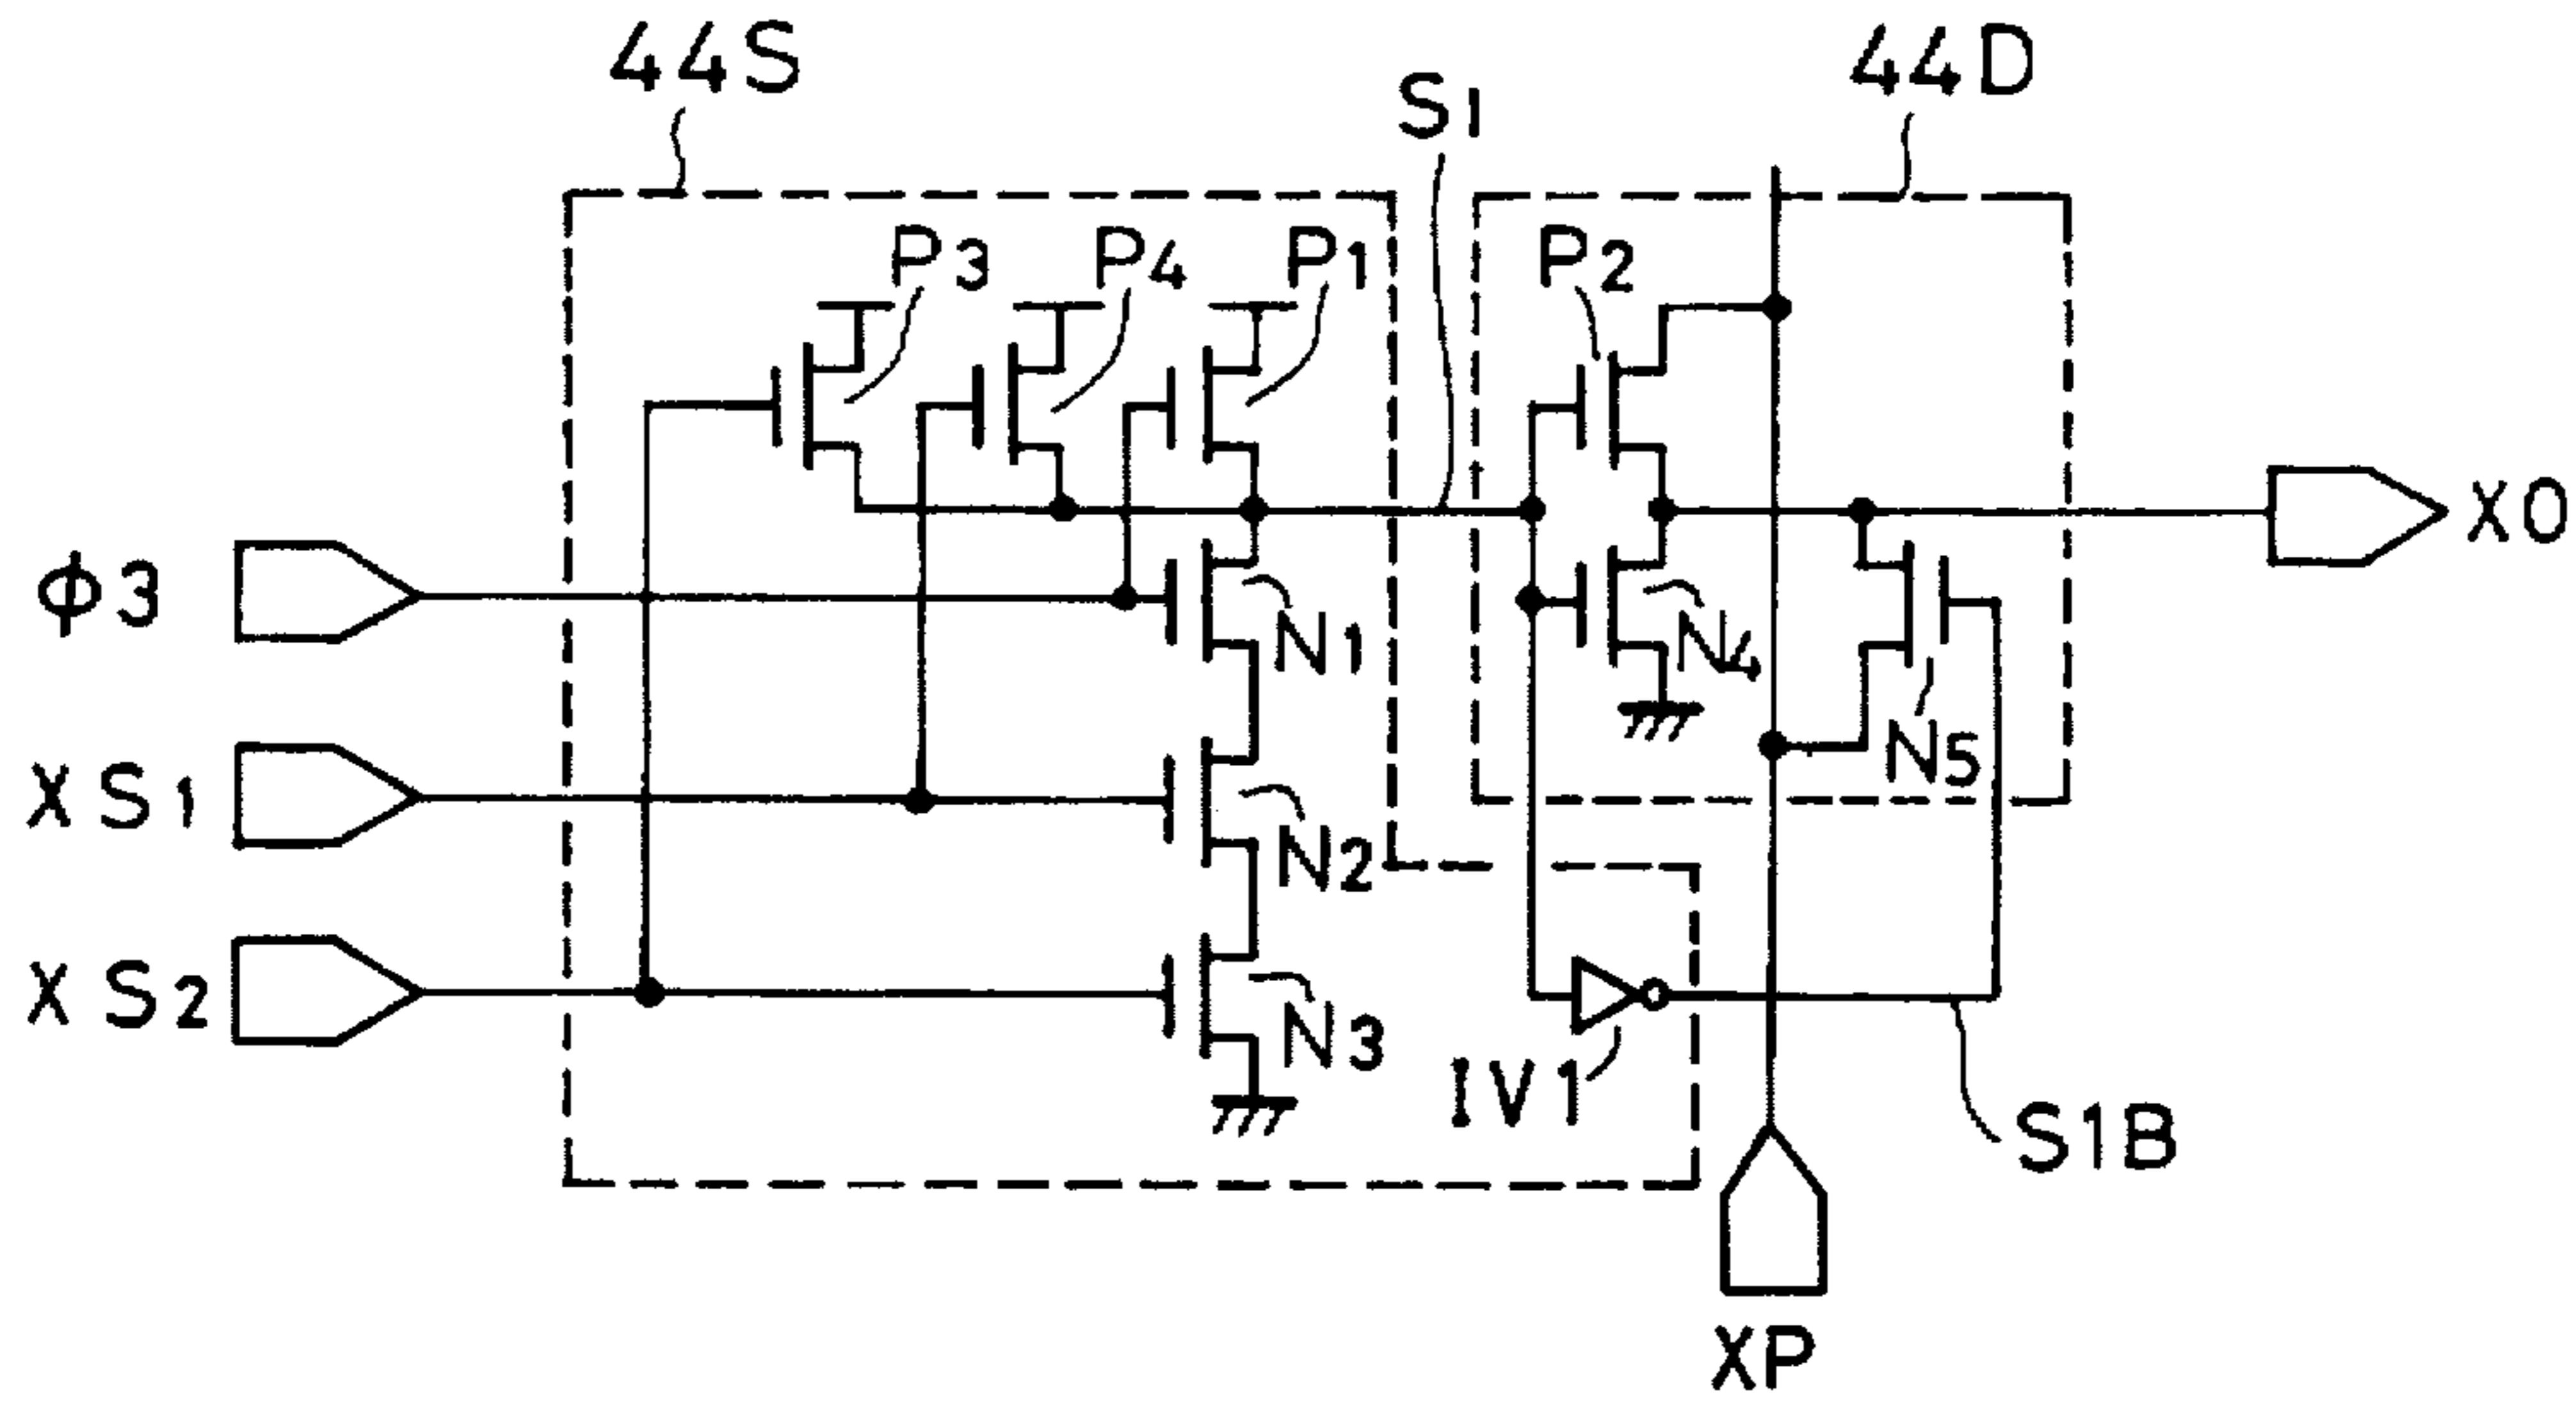 44S
44D
S1
P3
P4
P1
P2
XO
φ3
N1
N4
XS1
N5
N2
XS2
N3
IV1
S1B
XP